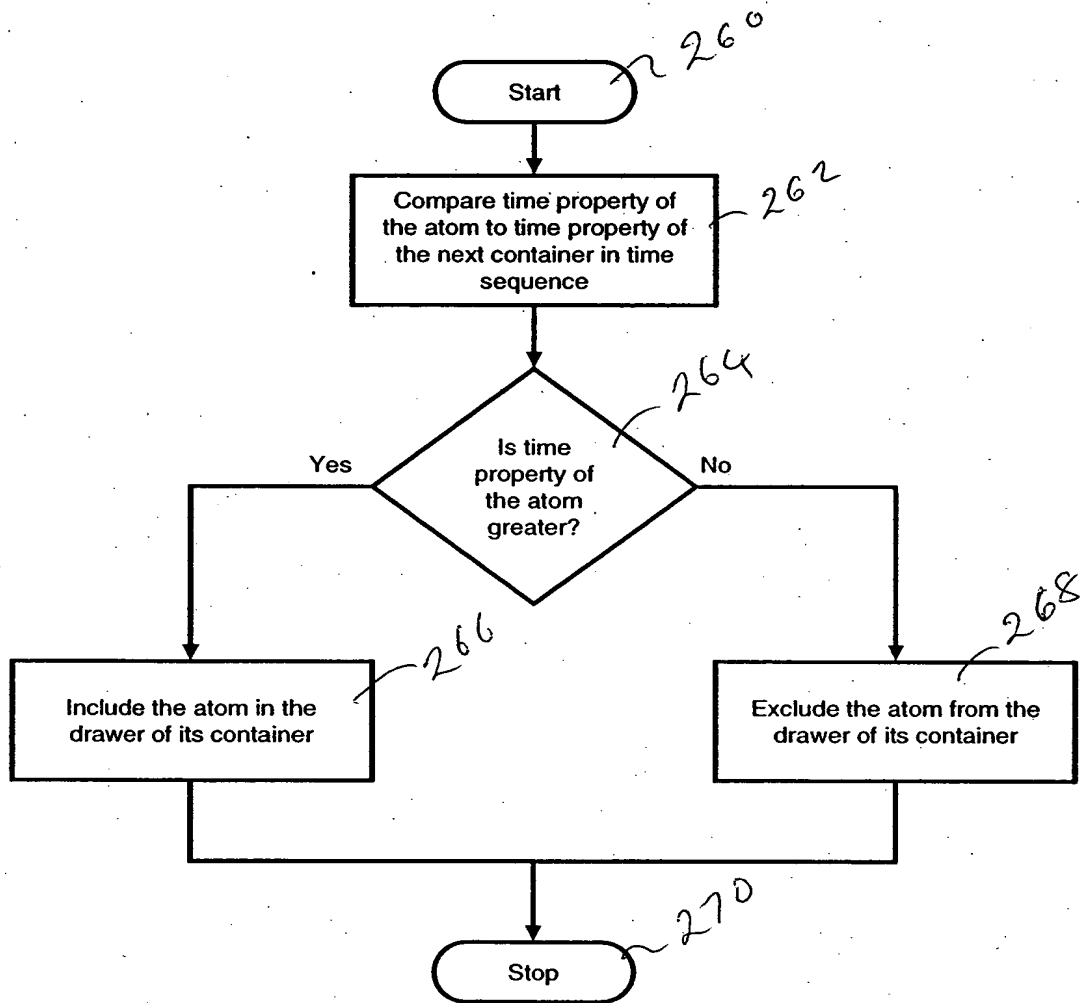 Start
260
Compare time property of
the atom to time property of
the next container in time
sequence
262
264
Is time
property of
the atom
greater?
Yes
No
266
268
Include the atom in the
drawer of its container
Exclude the atom from the
drawer of its container
270
Stop